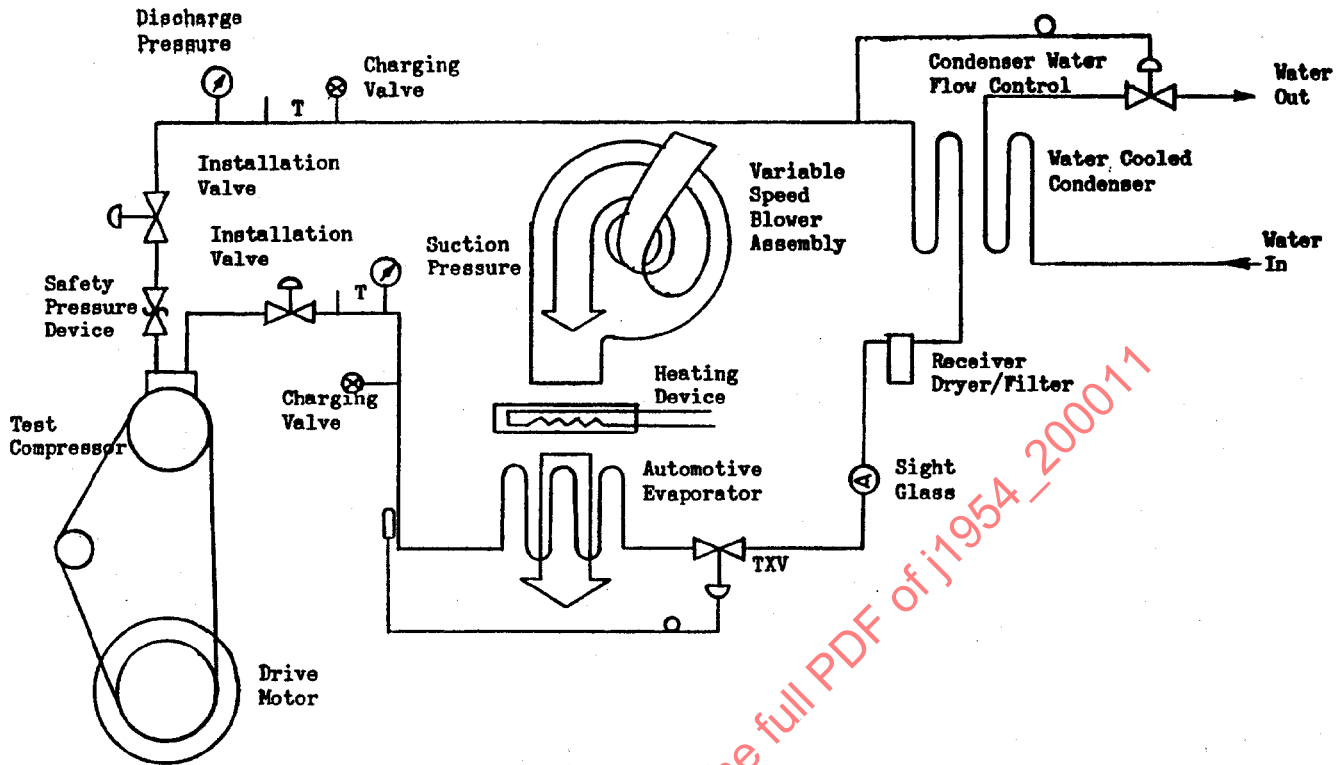 Discharge
Pressure
Charging
Valve
T
Condenser Water
Flow Control
Water
Out
Installation
Valve
Variable
Speed
Blower
Assembly
Water Cooled
Condenser
Installation
Valve
Suction
Pressure
Water
In
Safety
Pressure
Device
T
Receiver
Dryer/Filter
Heating
Device
Charging
Valve
Test
Compressor
Automotive
Evaporator
A
Sight
Glass
TXV
Drive
Motor
e full PDF of j1954_200011